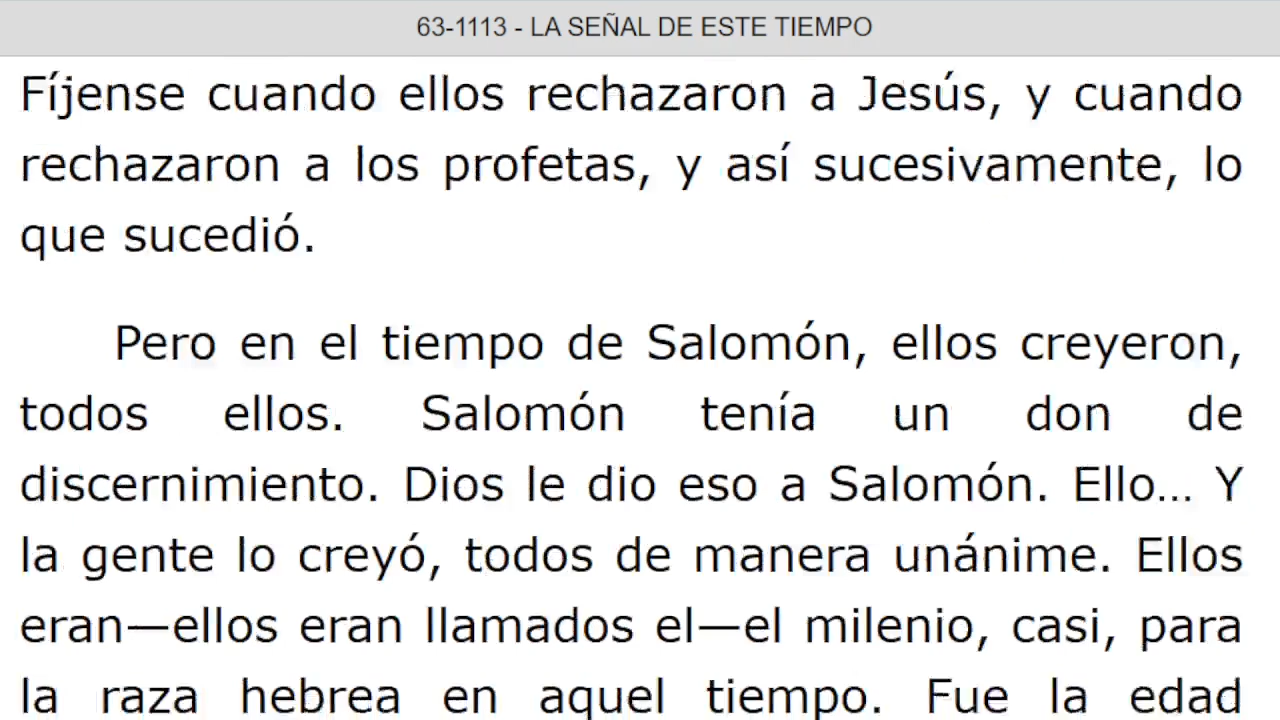 63-1113 - LA SEÑAL DE ESTE TIEMPO
Fíjense cuando ellos rechazaron a Jesús, y cuando
rechazaron a los profetas, y así sucesivamente, lo
que sucedió.
Pero en el tiempo de Salomón, ellos creyeron,
todos ellos. Salomón tenía un don de
discernimiento. Dios le dio eso a Salomón. Ello... Y
la gente lo creyó, todos de manera unánime. Ellos
eran—ellos eran llamados el—el milenio, casi, para
la raza hebrea en aquel tiempo. Fue la edad